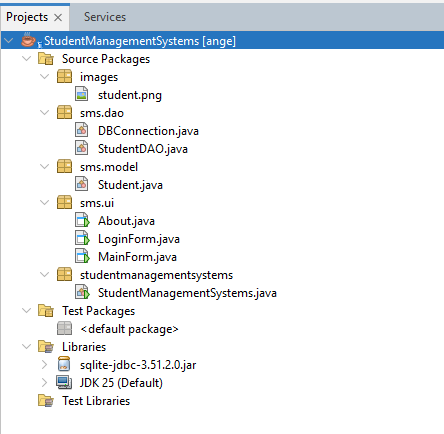 Projects × Services
StudentManagementSystems [ange]
Source Packages
images
student.png
sms.dao
DBConnection.java
StudentDAO.java
sms.model
Student.java
sms.ui
About.java
LoginForm.java
MainForm.java
studentmanagementsystems
StudentManagementSystems.java
Test Packages
<default package>
Libraries
sqlite-jdbc-3.51.2.0.jar
JDK 25 (Default)
Test Libraries